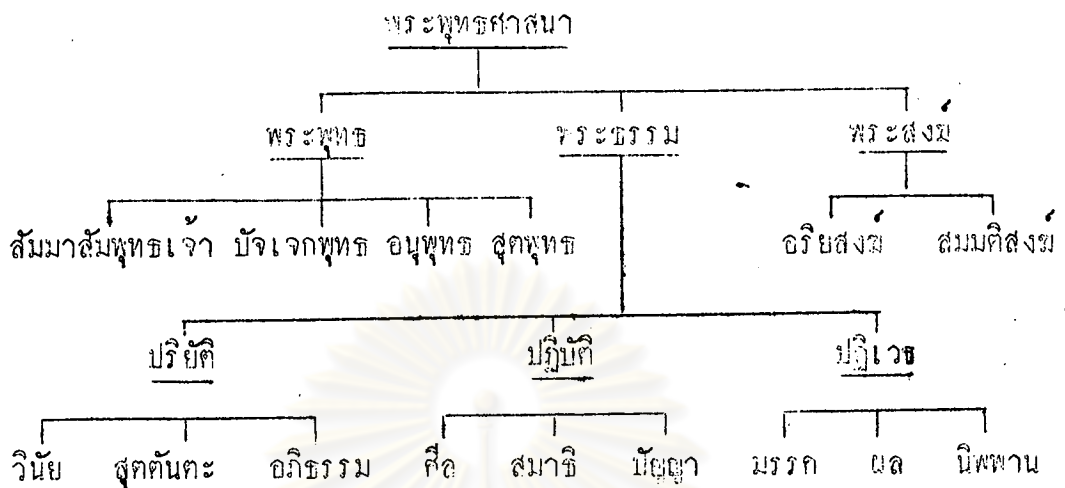 พระพุทธศาสนา
พระพุทธ พระธรรม พระสงฆ์
สัมมาสัมพุทธเจ้า ปัจเจกพุทธ อนุพุทธ สุตพุทธ อริยสงฆ์ สมมติสงฆ์
ปริยัติ ปฏิบัติ ปฏิเวธ
วินัย สุตตันตะ อภิธรรม ศีล สมาธิ ปัญญา มรรค ผล นิพพาน